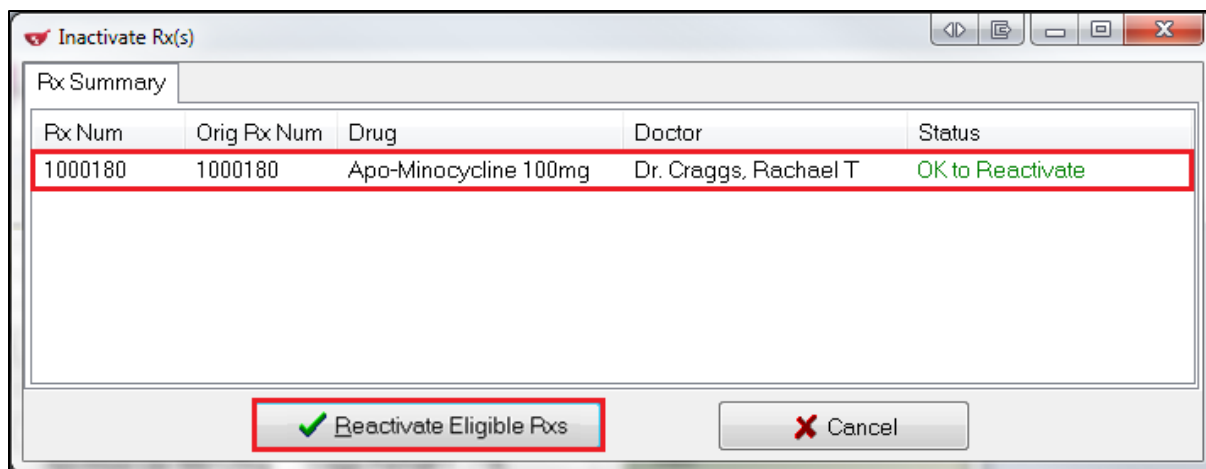 Inactivate Rx(s)
Rx Summary
Rx Num Orig Rx Num Drug Doctor Status
1000180 1000180 Apo-Minocycline 100mg Dr. Craggs, Rachael T OK to Reactivate
Reactivate Eligible Rxs Cancel